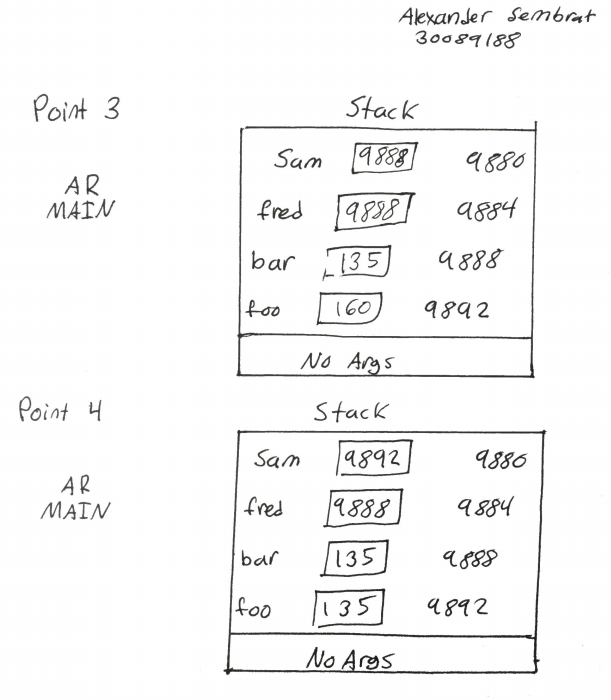 Alexander Sembrat
30089188
Point 3
Stack
AR
MAIN
Sam 9888 9880
fred 9888 9884
bar 135 9888
foo 160 9892
No Args
Point 4
Stack
AR
MAIN
Sam 9892 9880
fred 9888 9884
bar 135 9888
foo 135 9892
No Args